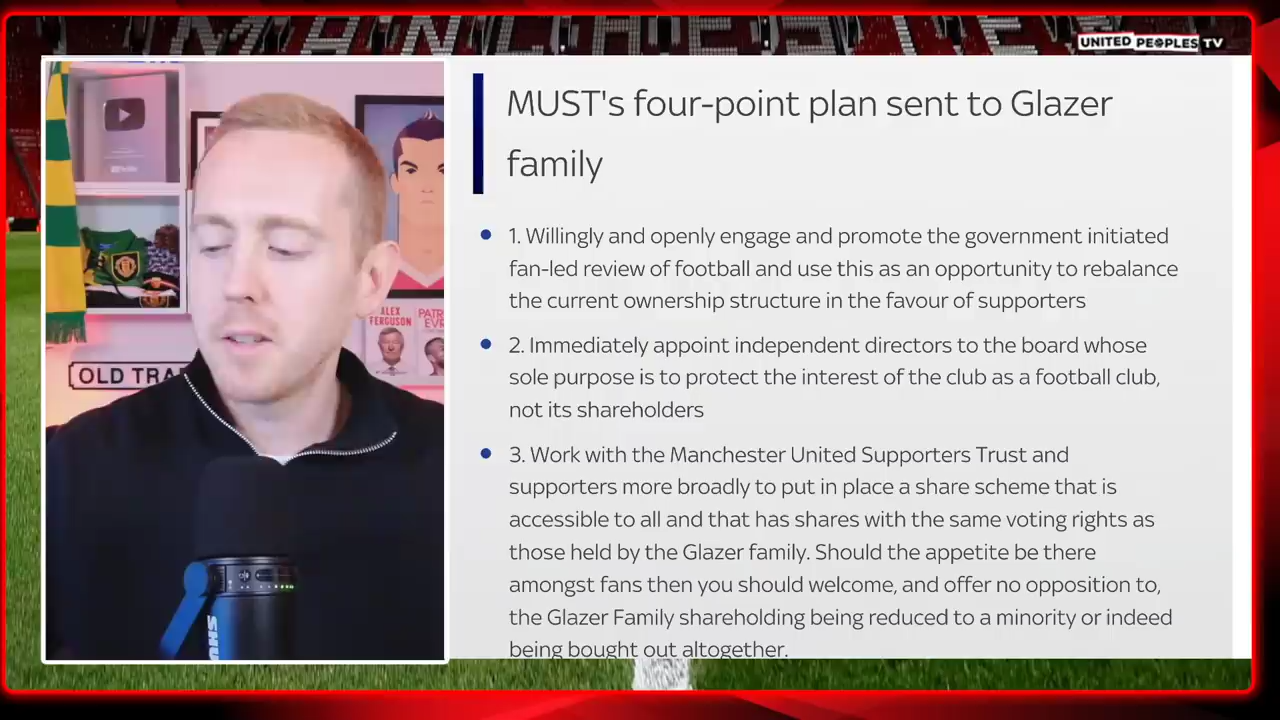 MANCHESTER
UNITED PEOPLES TV
MUST's four-point plan sent to Glazer
family
1. Willingly and openly engage and promote the government initiated
fan-led review of football and use this as an opportunity to rebalance
the current ownership structure in the favour of supporters
2. Immediately appoint independent directors to the board whose
sole purpose is to protect the interest of the club as a football club,
not its shareholders
3. Work with the Manchester United Supporters Trust and
supporters more broadly to put in place a share scheme that is
accessible to all and that has shares with the same voting rights as
those held by the Glazer family. Should the appetite be there
amongst fans then you should welcome, and offer no opposition to,
the Glazer Family shareholding being reduced to a minority or indeed
being bought out altogether.
ALEX
FERGUSON
PATR
EVR
OLD TRA
SHU